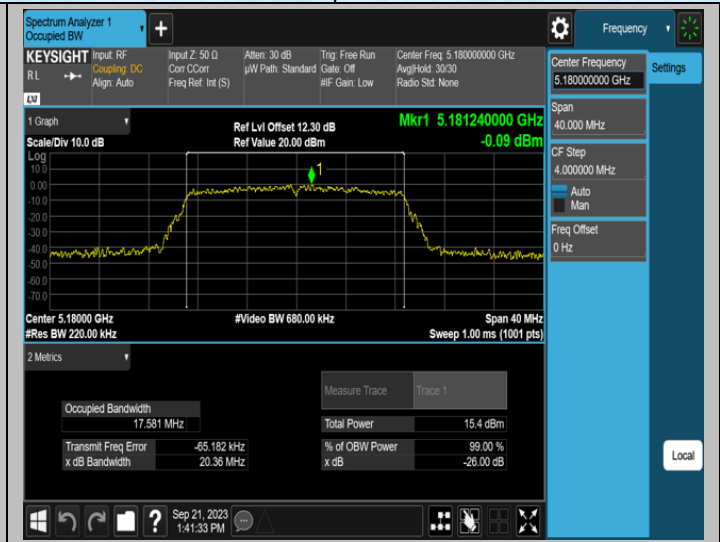 Spectrum Analyzer 1
Occupied BW
Frequency
KEYSIGHT
RL
LXI
Input: RF
Coupling: DC
Align: Auto
Input Z: 50 Ω
Corr CCorr
Freq Ref: Int (S)
Atten: 30 dB
µW Path: Standard
Trig: Free Run
Gate: Off
#IF Gain: Low
Center Freq: 5.180000000 GHz
Avg|Hold: 30/30
Radio Std: None
Center Frequency
5.180000000 GHz
Settings
Span
40.000 MHz
CF Step
4.000000 MHz
Auto
Man
Freq Offset
0 Hz
1 Graph
Scale/Div 10.0 dB
Ref Lvl Offset 12.30 dB
Ref Value 20.00 dBm
Mkr1 5.181240000 GHz
-0.09 dBm
Log
10.0
0.00
-10.0
-20.0
-30.0
-40.0
-50.0
-60.0
-70.0
1
Center 5.18000 GHz
#Res BW 220.00 kHz
#Video BW 680.00 kHz
Span 40 MHz
Sweep 1.00 ms (1001 pts)
2 Metrics
Measure Trace Trace 1
Occupied Bandwidth
17.581 MHz
Total Power 15.4 dBm
Transmit Freq Error -65.182 kHz
% of OBW Power 99.00 %
x dB Bandwidth 20.36 MHz
x dB -26.00 dB
Local
?
Sep 21, 2023
1:41:33 PM